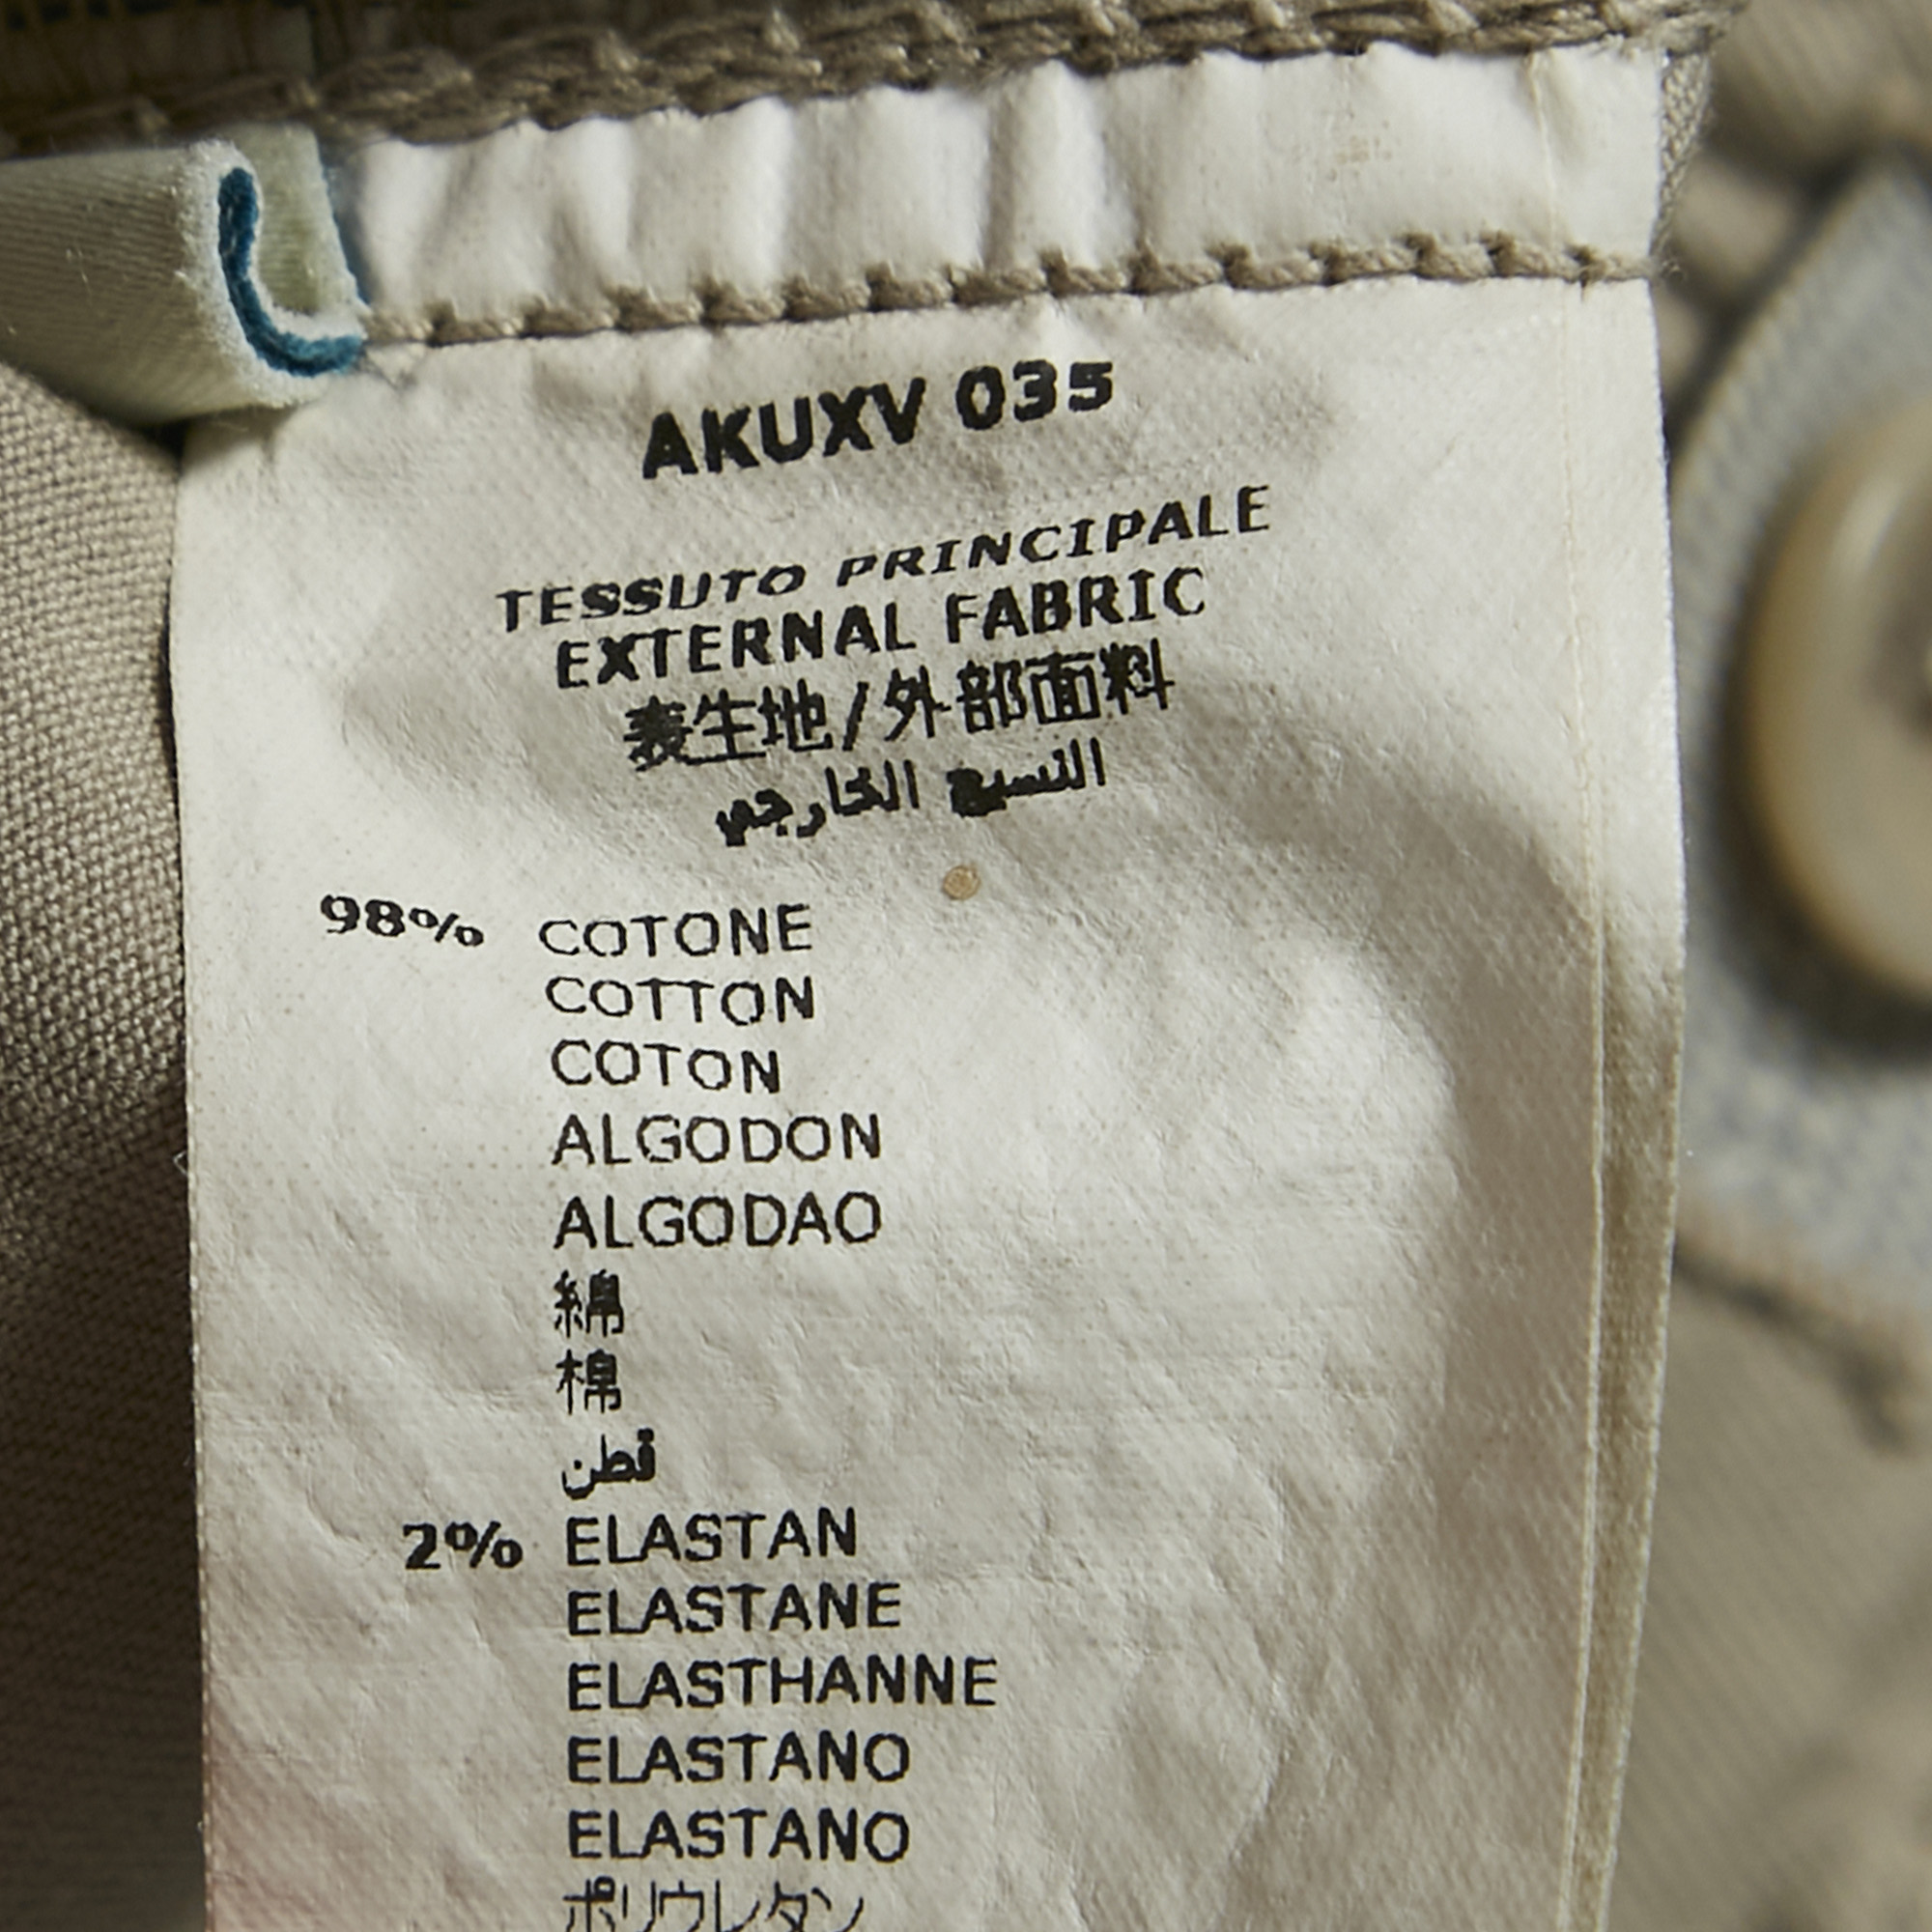 AKUXV 035
TESSUTO PRINCIPALE
EXTERNAL FABRIC
表生地/外部面料
النسيج الخارجي
98% COTONE
COTTON
COTON
ALGODON
ALGODAO
綿
棉
قطن
2% ELASTAN
ELASTANE
ELASTHANNE
ELASTANO
ELASTANO
ポリウレタン